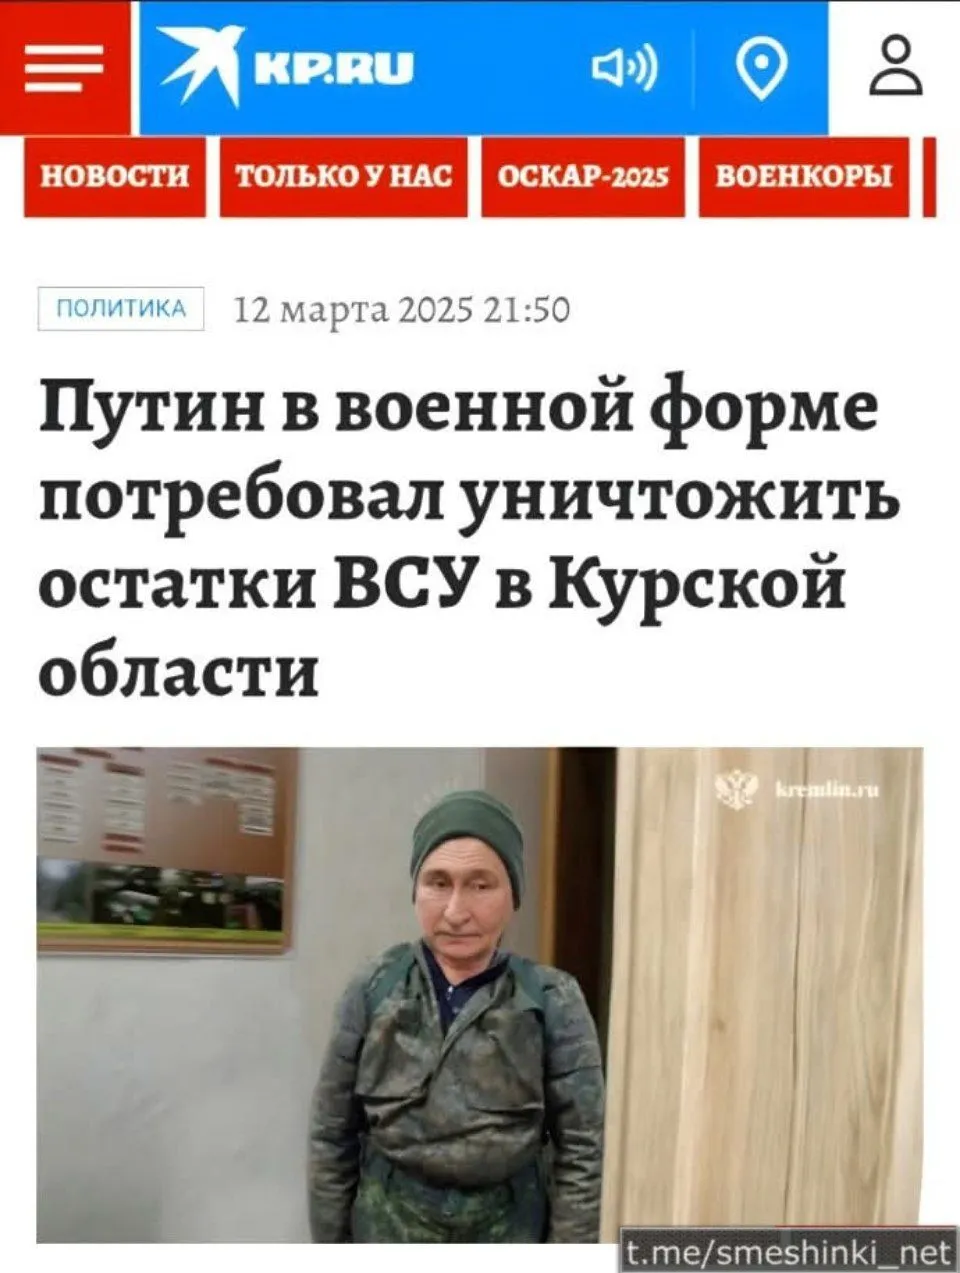 KP.RU
НОВОСТИ
ТОЛЬКО У НАС
ОСКАР-2025
ВОЕНКОРЫ
ПОЛИТИКА
12 марта 2025 21:50
Путин в военной форме
потребовал уничтожить
остатки ВСУ в Курской
области
kremlin.ru
t.me/smeshinki_net